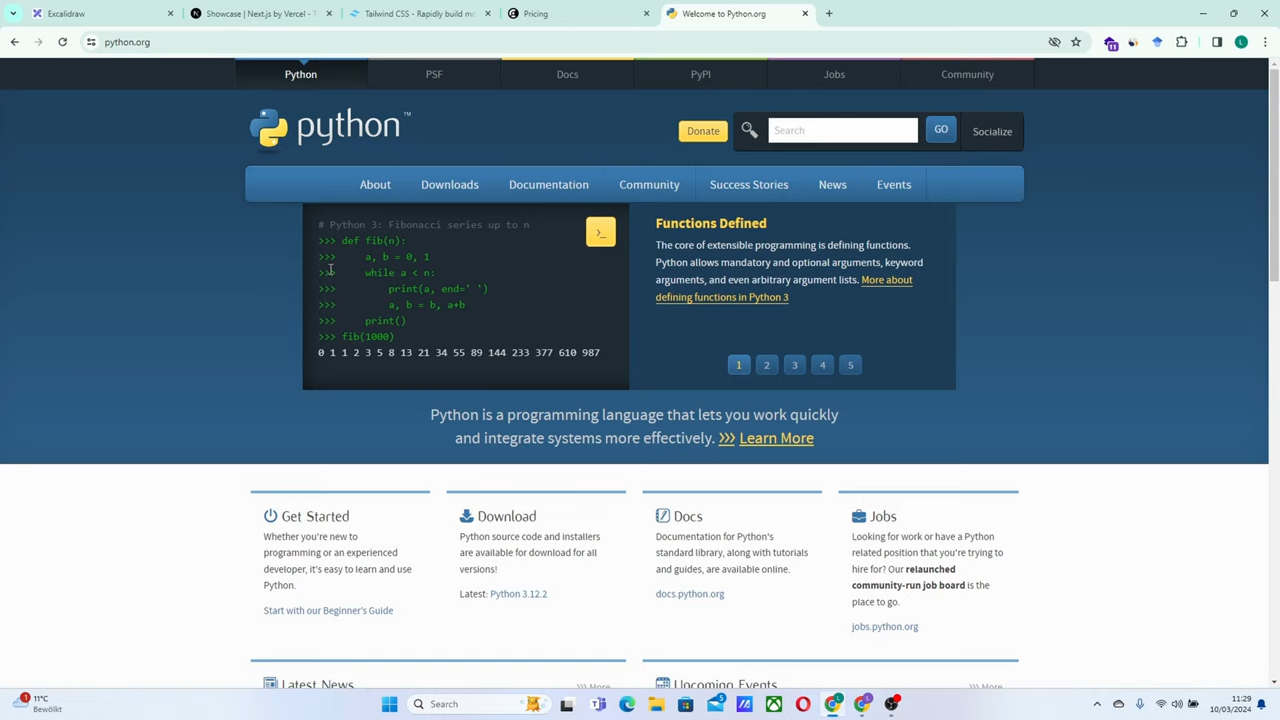 Excalidraw
Showcase | Next.js by Vercel - T
Tailwind CSS - Rapidly build mo
Pricing
Welcome to Python.org
python.org
11
L
Python
PSF
Docs
PyPI
Jobs
Community
python™
Donate
Search
GO
Socialize
About
Downloads
Documentation
Community
Success Stories
News
Events
# Python 3: Fibonacci series up to n
>>> def fib(n):
>>> a, b = 0, 1
>>> while a < n:
>>> print(a, end=' ')
>>> a, b = b, a+b
>>> print()
>>> fib(1000)
0 1 1 2 3 5 8 13 21 34 55 89 144 233 377 610 987
>_
Functions Defined
The core of extensible programming is defining functions.
Python allows mandatory and optional arguments, keyword
arguments, and even arbitrary argument lists. More about
defining functions in Python 3
1 2 3 4 5
Python is a programming language that lets you work quickly
and integrate systems more effectively. >>> Learn More
Get Started
Whether you're new to
programming or an experienced
developer, it's easy to learn and use
Python.
Start with our Beginner's Guide
Download
Python source code and installers
are available for download for all
versions!
Latest: Python 3.12.2
Docs
Documentation for Python's
standard library, along with tutorials
and guides, are available online.
docs.python.org
Jobs
Looking for work or have a Python
related position that you're trying to
hire for? Our relaunched
community-run job board is the
place to go.
jobs.python.org
Latest News
>>> More
Upcoming Events
>>> More
1
11°C
Bewölkt
Search
5
11:29
10/03/2024